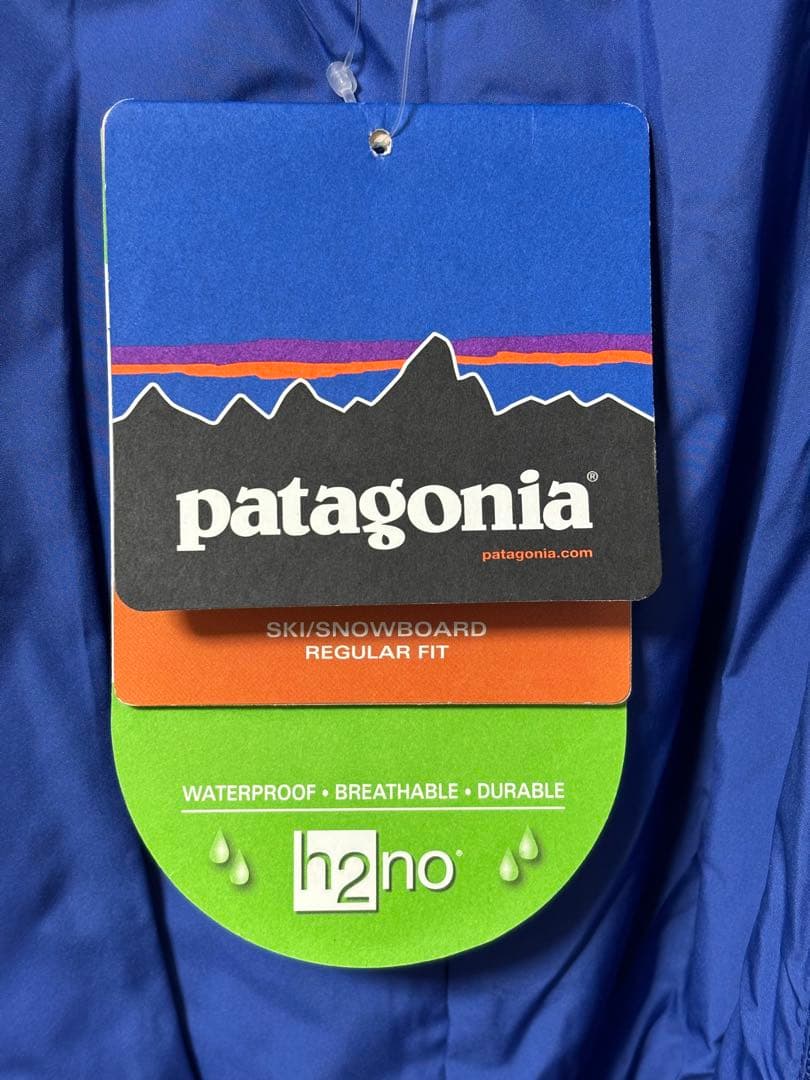 patagonia®
patagonia.com
SKI/SNOWBOARD
REGULAR FIT
WATERPROOF • BREATHABLE • DURABLE
h2no®